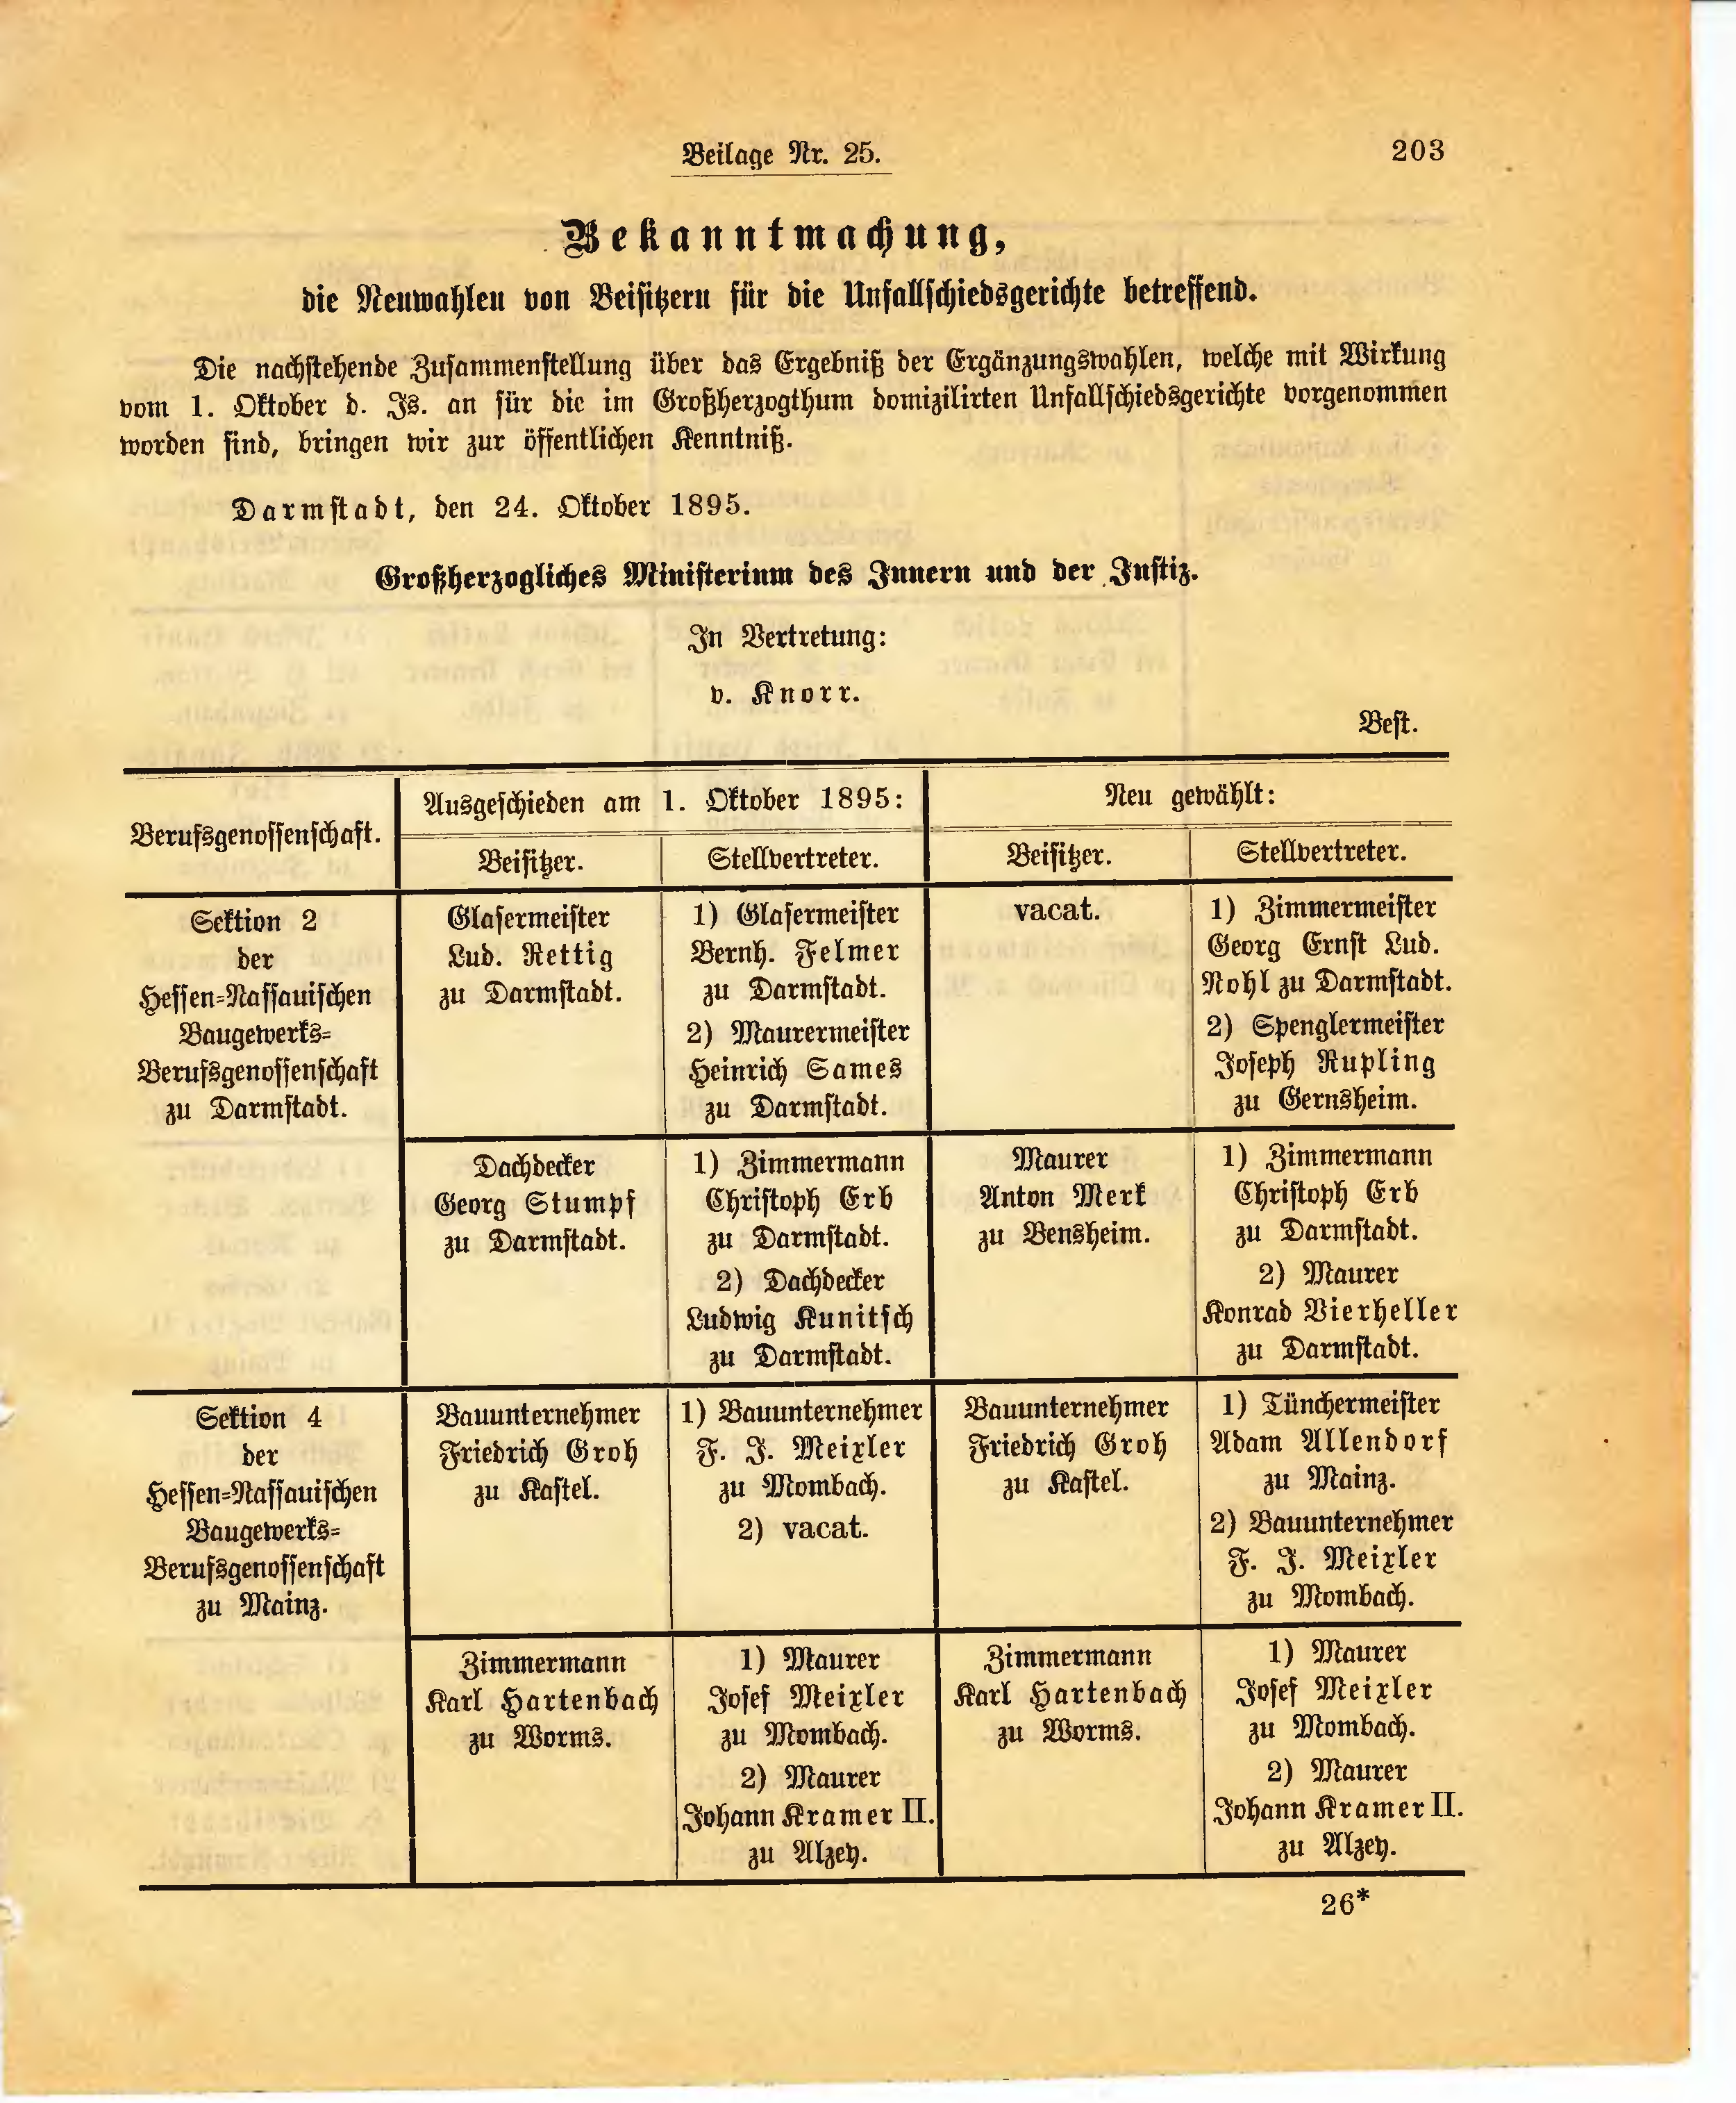 Beilage Nr. 25.
203
Bekanntmachung,
die Neuwahlen von Beisitzern für die Unfallschiedsgerichte betreffend.
Die nachstehende Zusammenstellung über das Ergebniß der Ergänzungswahlen, welche mit Wirkung
vom 1. Oktober d. Js. an für die im Großherzogthum domizilirten Unfallschiedsgerichte vorgenommen
worden sind, bringen wir zur öffentlichen Kenntniß.
Darmstadt, den 24. Oktober 1895.
Großherzogliches Ministerium des Innern und der Justiz.
In Vertretung:
v. Knorr.
Best.
Berufsgenossenschaft.
Ausgeschieden am 1. Oktober 1895:
Neu gewählt:
Beisitzer.
Stellvertreter.
Beisitzer.
Stellvertreter.
Sektion 2
der
Hessen-Nassauischen
Baugewerks-
Berufsgenossenschaft
zu Darmstadt.
Glasermeister
Lud. Rettig
zu Darmstadt.
1) Glasermeister
Bernh. Felmer
zu Darmstadt.
2) Maurermeister
Heinrich Sames
zu Darmstadt.
vacat.
1) Zimmermeister
Georg Ernst Lud.
Nohl zu Darmstadt.
2) Spenglermeister
Joseph Rupling
zu Gernsheim.
Dachdecker
Georg Stumpf
zu Darmstadt.
1) Zimmermann
Christoph Erb
zu Darmstadt.
2) Dachdecker
Ludwig Kunitsch
zu Darmstadt.
Maurer
Anton Merk
zu Bensheim.
1) Zimmermann
Christoph Erb
zu Darmstadt.
2) Maurer
Konrad Vierheller
zu Darmstadt.
Sektion 4
der
Hessen-Nassauischen
Baugewerks-
Berufsgenossenschaft
zu Mainz.
Bauunternehmer
Friedrich Groh
zu Kastel.
1) Bauunternehmer
F. J. Meixler
zu Mombach.
2) vacat.
Bauunternehmer
Friedrich Groh
zu Kastel.
1) Tünchermeister
Adam Allendorf
zu Mainz.
2) Bauunternehmer
F. J. Meixler
zu Mombach.
Zimmermann
Karl Hartenbach
zu Worms.
1) Maurer
Josef Meixler
zu Mombach.
2) Maurer
Johann Kramer II.
zu Alzey.
Zimmermann
Karl Hartenbach
zu Worms.
1) Maurer
Josef Meixler
zu Mombach.
2) Maurer
Johann Kramer II.
zu Alzey.
26*